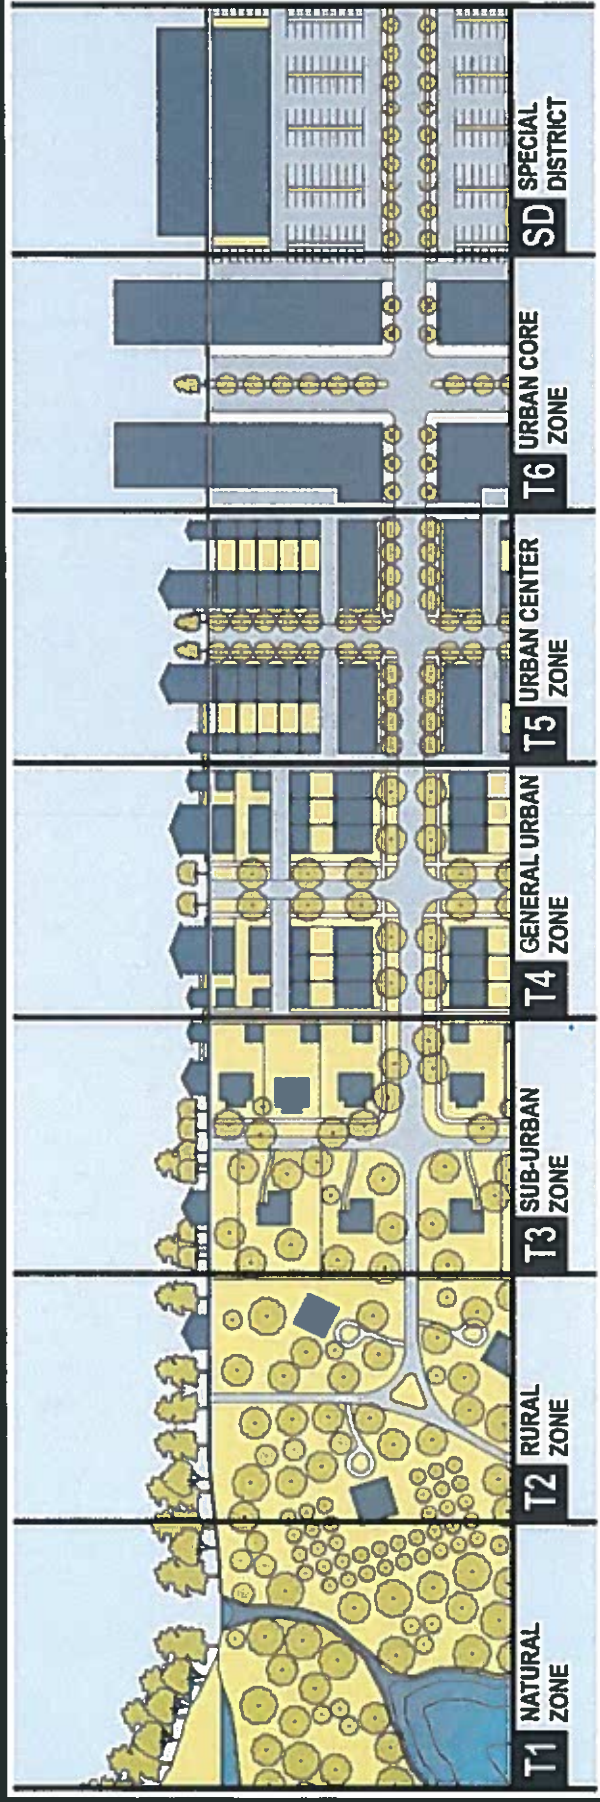 T1 NATURAL
ZONE
T2 RURAL
ZONE
T3 SUB-URBAN
ZONE
T4 GENERAL URBAN
ZONE
T5 URBAN CENTER
ZONE
T6 URBAN CORE
ZONE
SD SPECIAL
DISTRICT